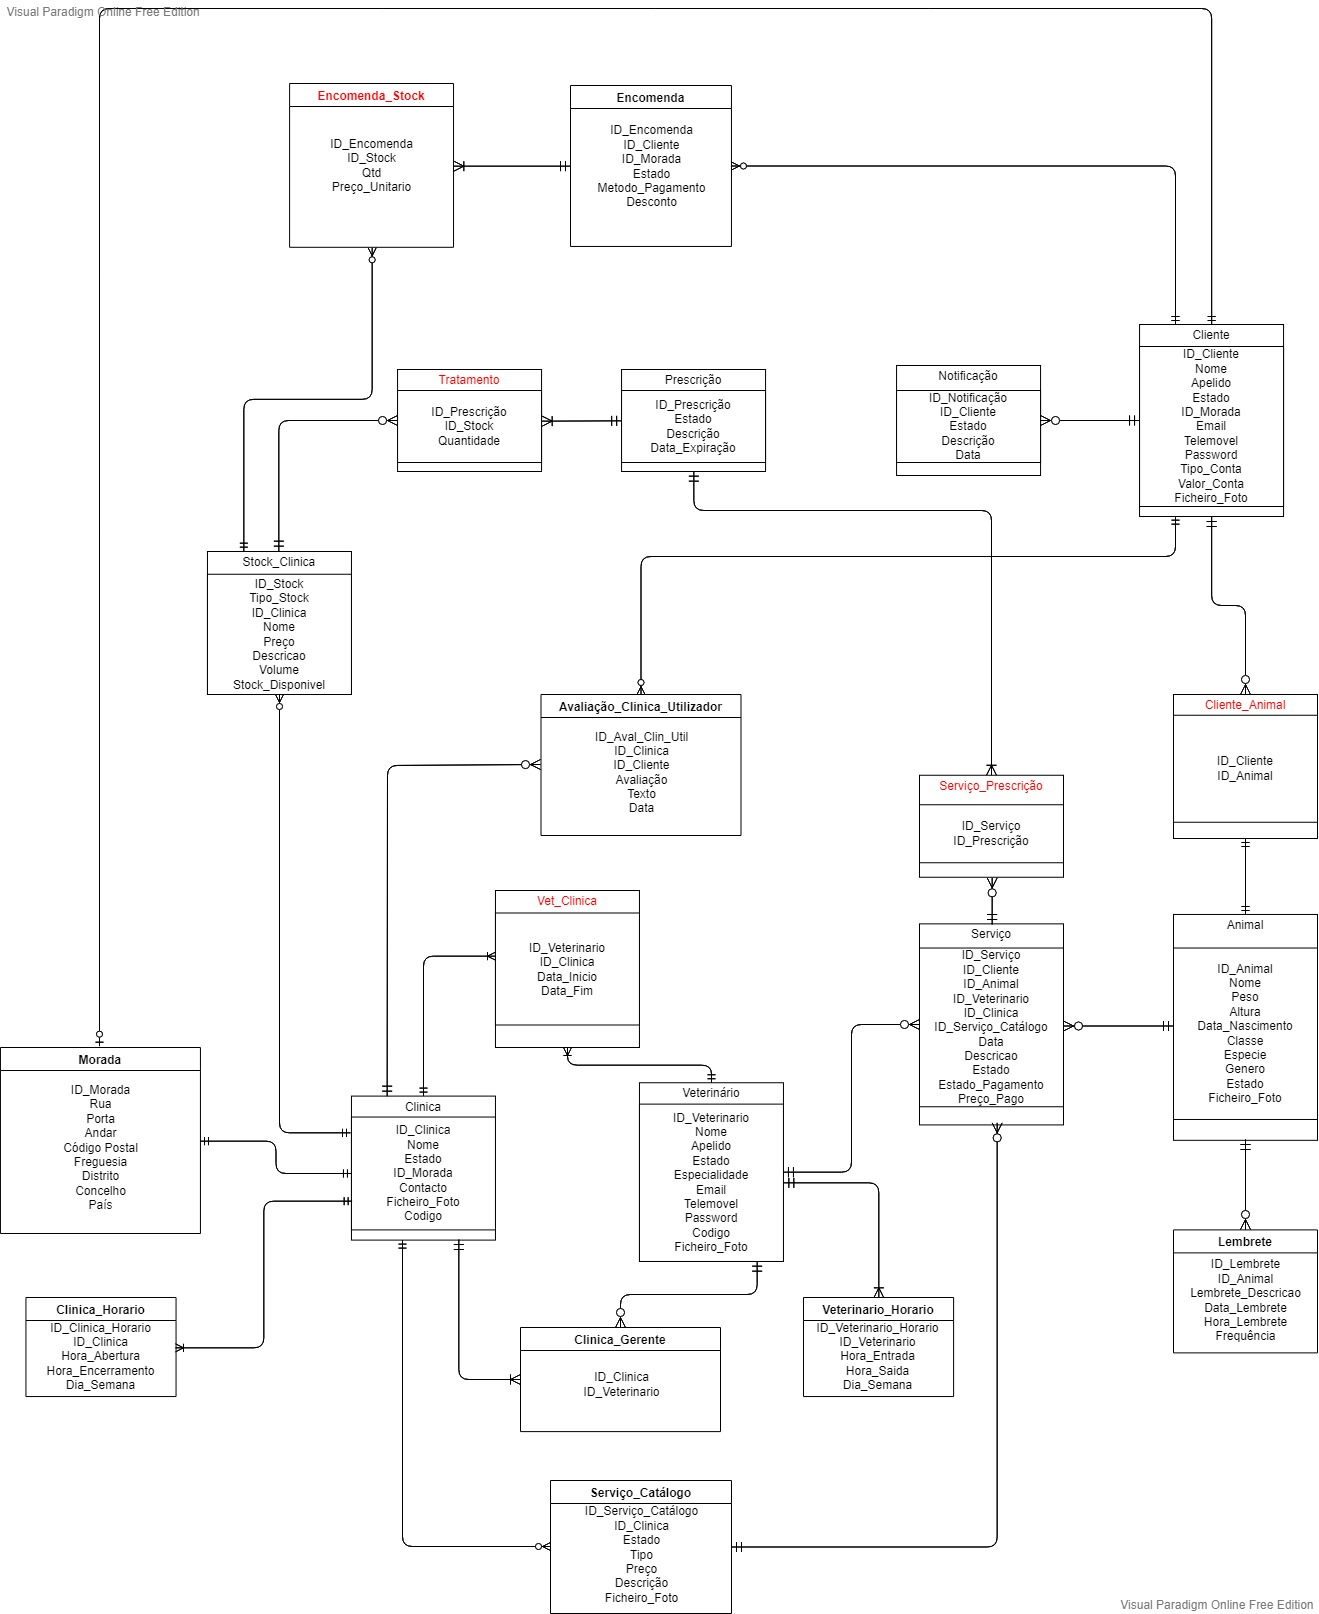 Visual Paradigm Online Free Edition
Encomenda_Stock
ID_Encomenda
ID_Stock
Qtd
Preço_Unitario
Encomenda
ID_Encomenda
ID_Cliente
ID_Morada
Estado
Metodo_Pagamento
Desconto
Cliente
ID_Cliente
Nome
Apelido
Estado
ID_Morada
Email
Telemovel
Password
Tipo_Conta
Valor_Conta
Ficheiro_Foto
Tratamento
ID_Prescrição
ID_Stock
Quantidade
Prescrição
ID_Prescrição
Estado
Descrição
Data_Expiração
Notificação
ID_Notificação
ID_Cliente
Estado
Descrição
Data
Stock_Clinica
ID_Stock
Tipo_Stock
ID_Clinica
Nome
Preço
Descricao
Volume
Stock_Disponivel
Avaliação_Clinica_Utilizador
ID_Aval_Clin_Util
ID_Clinica
ID_Cliente
Avaliação
Texto
Data
Cliente_Animal
ID_Cliente
ID_Animal
Serviço_Prescrição
ID_Serviço
ID_Prescrição
Vet_Clinica
ID_Veterinario
ID_Clinica
Data_Inicio
Data_Fim
Serviço
ID_Serviço
ID_Cliente
ID_Animal
ID_Veterinario
ID_Clinica
ID_Serviço_Catálogo
Data
Descricao
Estado
Estado_Pagamento
Preço_Pago
Animal
ID_Animal
Nome
Peso
Altura
Data_Nascimento
Classe
Especie
Genero
Estado
Ficheiro_Foto
Morada
ID_Morada
Rua
Porta
Andar
Código Postal
Freguesia
Distrito
Concelho
País
Clinica
ID_Clinica
Nome
Estado
ID_Morada
Contacto
Ficheiro_Foto
Codigo
Veterinário
ID_Veterinario
Nome
Apelido
Estado
Especialidade
Email
Telemovel
Password
Codigo
Ficheiro_Foto
Lembrete
ID_Lembrete
ID_Animal
Lembrete_Descricao
Data_Lembrete
Hora_Lembrete
Frequência
Clinica_Horario
ID_Clinica_Horario
ID_Clinica
Hora_Abertura
Hora_Encerramento
Dia_Semana
Clinica_Gerente
ID_Clinica
ID_Veterinario
Veterinario_Horario
ID_Veterinario_Horario
ID_Veterinario
Hora_Entrada
Hora_Saida
Dia_Semana
Serviço_Catálogo
ID_Serviço_Catálogo
ID_Clinica
Estado
Tipo
Preço
Descrição
Ficheiro_Foto
Visual Paradigm Online Free Edition